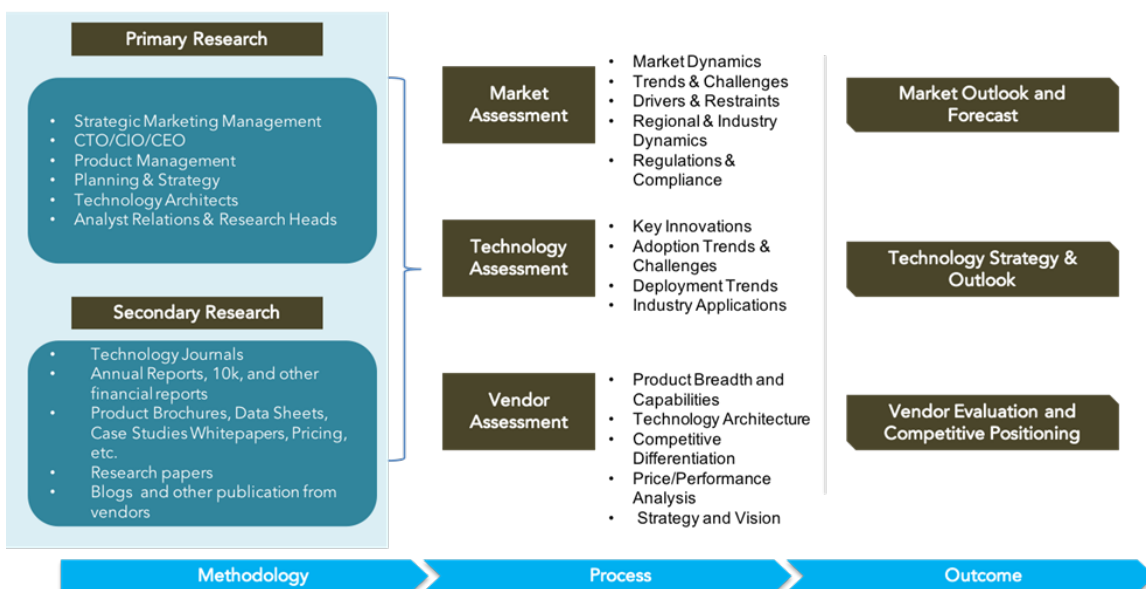 Primary Research
• Strategic Marketing Management
• CTO/CIO/CEO
• Product Management
• Planning & Strategy
• Technology Architects
• Analyst Relations & Research Heads
Secondary Research
• Technology Journals
• Annual Reports, 10k, and other
financial reports
• Product Brochures, Data Sheets,
Case Studies Whitepapers, Pricing,
etc.
• Research papers
• Blogs and other publication from
vendors
Market
Assessment
• Market Dynamics
• Trends & Challenges
• Drivers & Restraints
• Regional & Industry
Dynamics
• Regulations &
Compliance
Market Outlook and
Forecast
Technology
Assessment
• Key Innovations
• Adoption Trends &
Challenges
• Deployment Trends
• Industry Applications
Technology Strategy &
Outlook
Vendor
Assessment
• Product Breadth and
Capabilities
• Technology Architecture
• Competitive
Differentiation
• Price/Performance
Analysis
• Strategy and Vision
Vendor Evaluation and
Competitive Positioning
Methodology
Process
Outcome